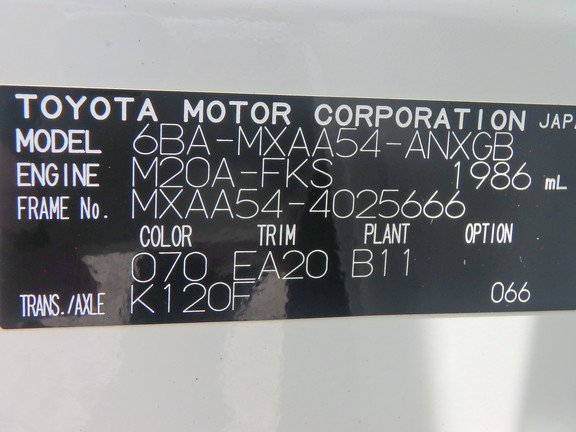 TOYOTA MOTOR CORPORATION JAPA
MODEL 6BA-MXAA54-ANXGB
ENGINE M20A-FKS 1986 mL
FRAME No. MXAA54-4025666
COLOR TRIM PLANT OPTION
070 EA20 B11
TRANS./AXLE K120F 066